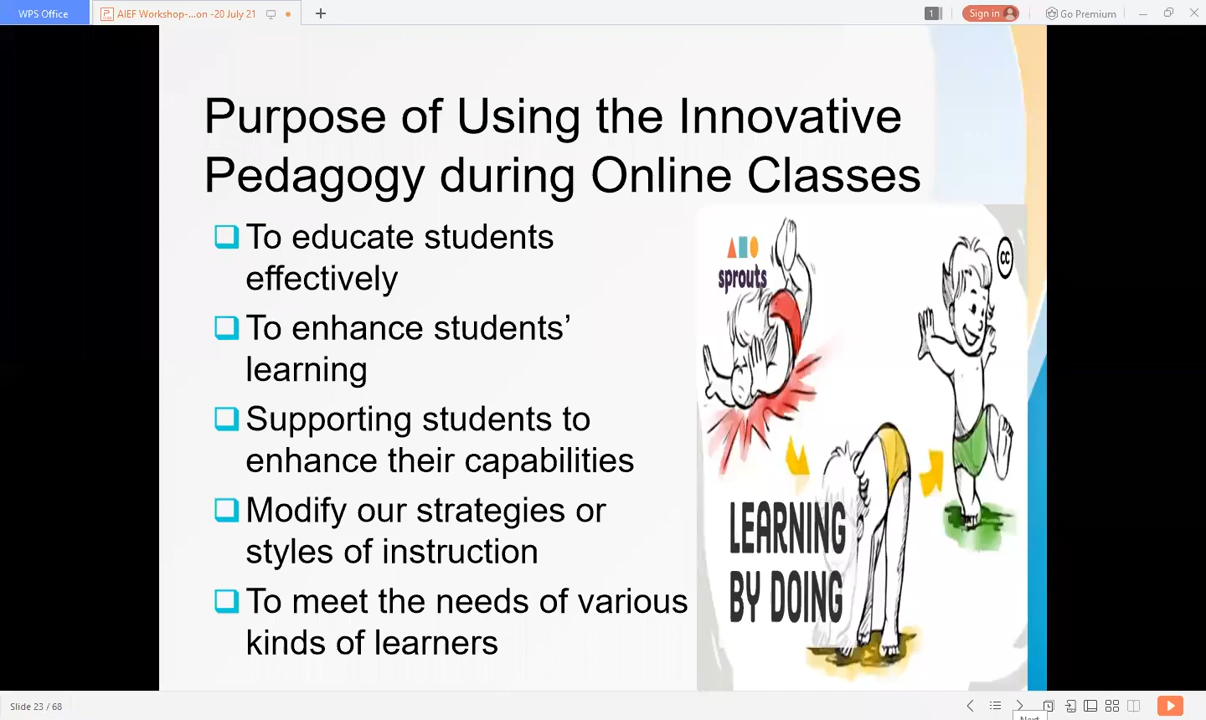 WPS Office
AIEF Workshop-...on -20 July 21
1
Sign in
Go Premium
Purpose of Using the Innovative
Pedagogy during Online Classes
To educate students
effectively
To enhance students’
learning
Supporting students to
enhance their capabilities
Modify our strategies or
styles of instruction
To meet the needs of various
kinds of learners
sprouts
cc
LEARNING
BY DOING
Slide 23 / 68
Next